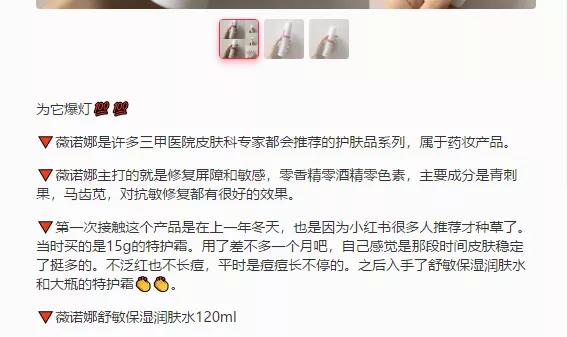 为它爆灯💯💯
🔻薇诺娜是许多三甲医院皮肤科专家都会推荐的护肤品系列，属于药妆产品。
🔻薇诺娜主打的就是修复屏障和敏感，零香精零酒精零色素，主要成分是青刺
果，马齿苋，对抗敏修复都有很好的效果。
🔻第一次接触这个产品是在上一年冬天，也是因为小红书很多人推荐才种草了。
当时买的是15g的特护霜。用了差不多一个月吧，自己感觉是那段时间皮肤稳定
了挺多的。不泛红也不长痘，平时是痘痘长不停的。之后入手了舒敏保湿润肤水
和大瓶的特护霜👏👏。
🔻薇诺娜舒敏保湿润肤水120ml